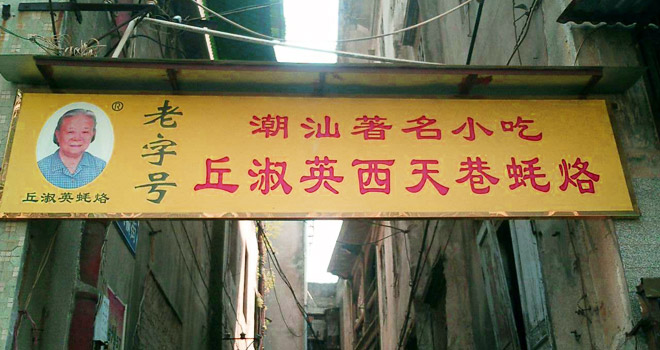 ®
丘淑英蚝烙
老字号
潮汕著名小吃
丘淑英西天巷蚝烙